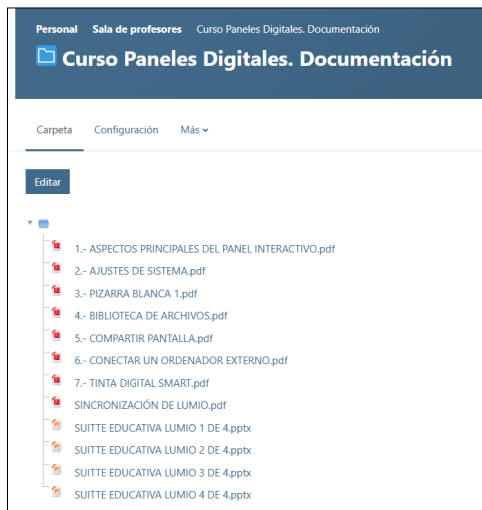 Personal / Sala de profesores / Curso Paneles Digitales. Documentación
Curso Paneles Digitales. Documentación
Carpeta Configuración Más
Editar
1.- ASPECTOS PRINCIPALES DEL PANEL INTERACTIVO.pdf
2.- AJUSTES DE SISTEMA.pdf
3.- PIZARRA BLANCA 1.pdf
4.- BIBLIOTECA DE ARCHIVOS.pdf
5.- COMPARTIR PANTALLA.pdf
6.- CONECTAR UN ORDENADOR EXTERNO.pdf
7.- TINTA DIGITAL SMART.pdf
SINCRONIZACIÓN DE LUMIO.pdf
SUITTE EDUCATIVA LUMIO 1 DE 4.pptx
SUITTE EDUCATIVA LUMIO 2 DE 4.pptx
SUITTE EDUCATIVA LUMIO 3 DE 4.pptx
SUITTE EDUCATIVA LUMIO 4 DE 4.pptx